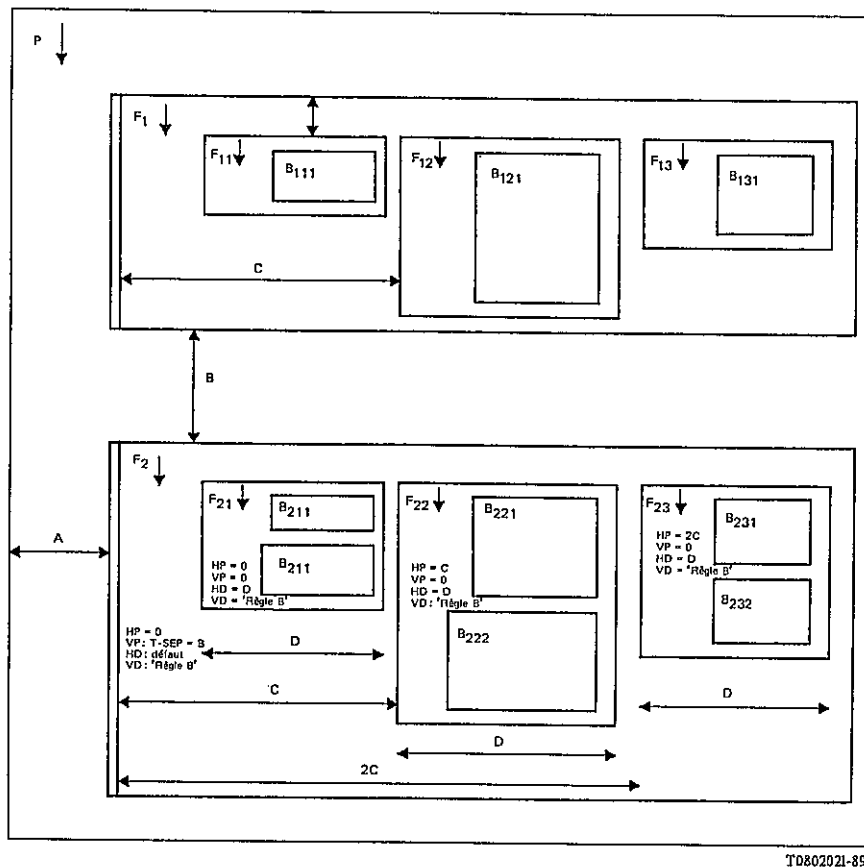 P
F1
F11
B111
F12
B121
F13
B131
C
B
F2
F21
B211
B211
HP = 0
VP = 0
HD = D
VD = 'Règle B'
F22
B221
HP = C
VP = 0
HD = D
VD : 'Règle B'
B222
F23
B231
HP = 2C
VP = 0
HD = D
VD = 'Règle B'
B232
A
HP = 0
VP : T-SEP = B
HD : défaut
VD : 'Règle B'
D
C
D
D
2C
T0802021-85